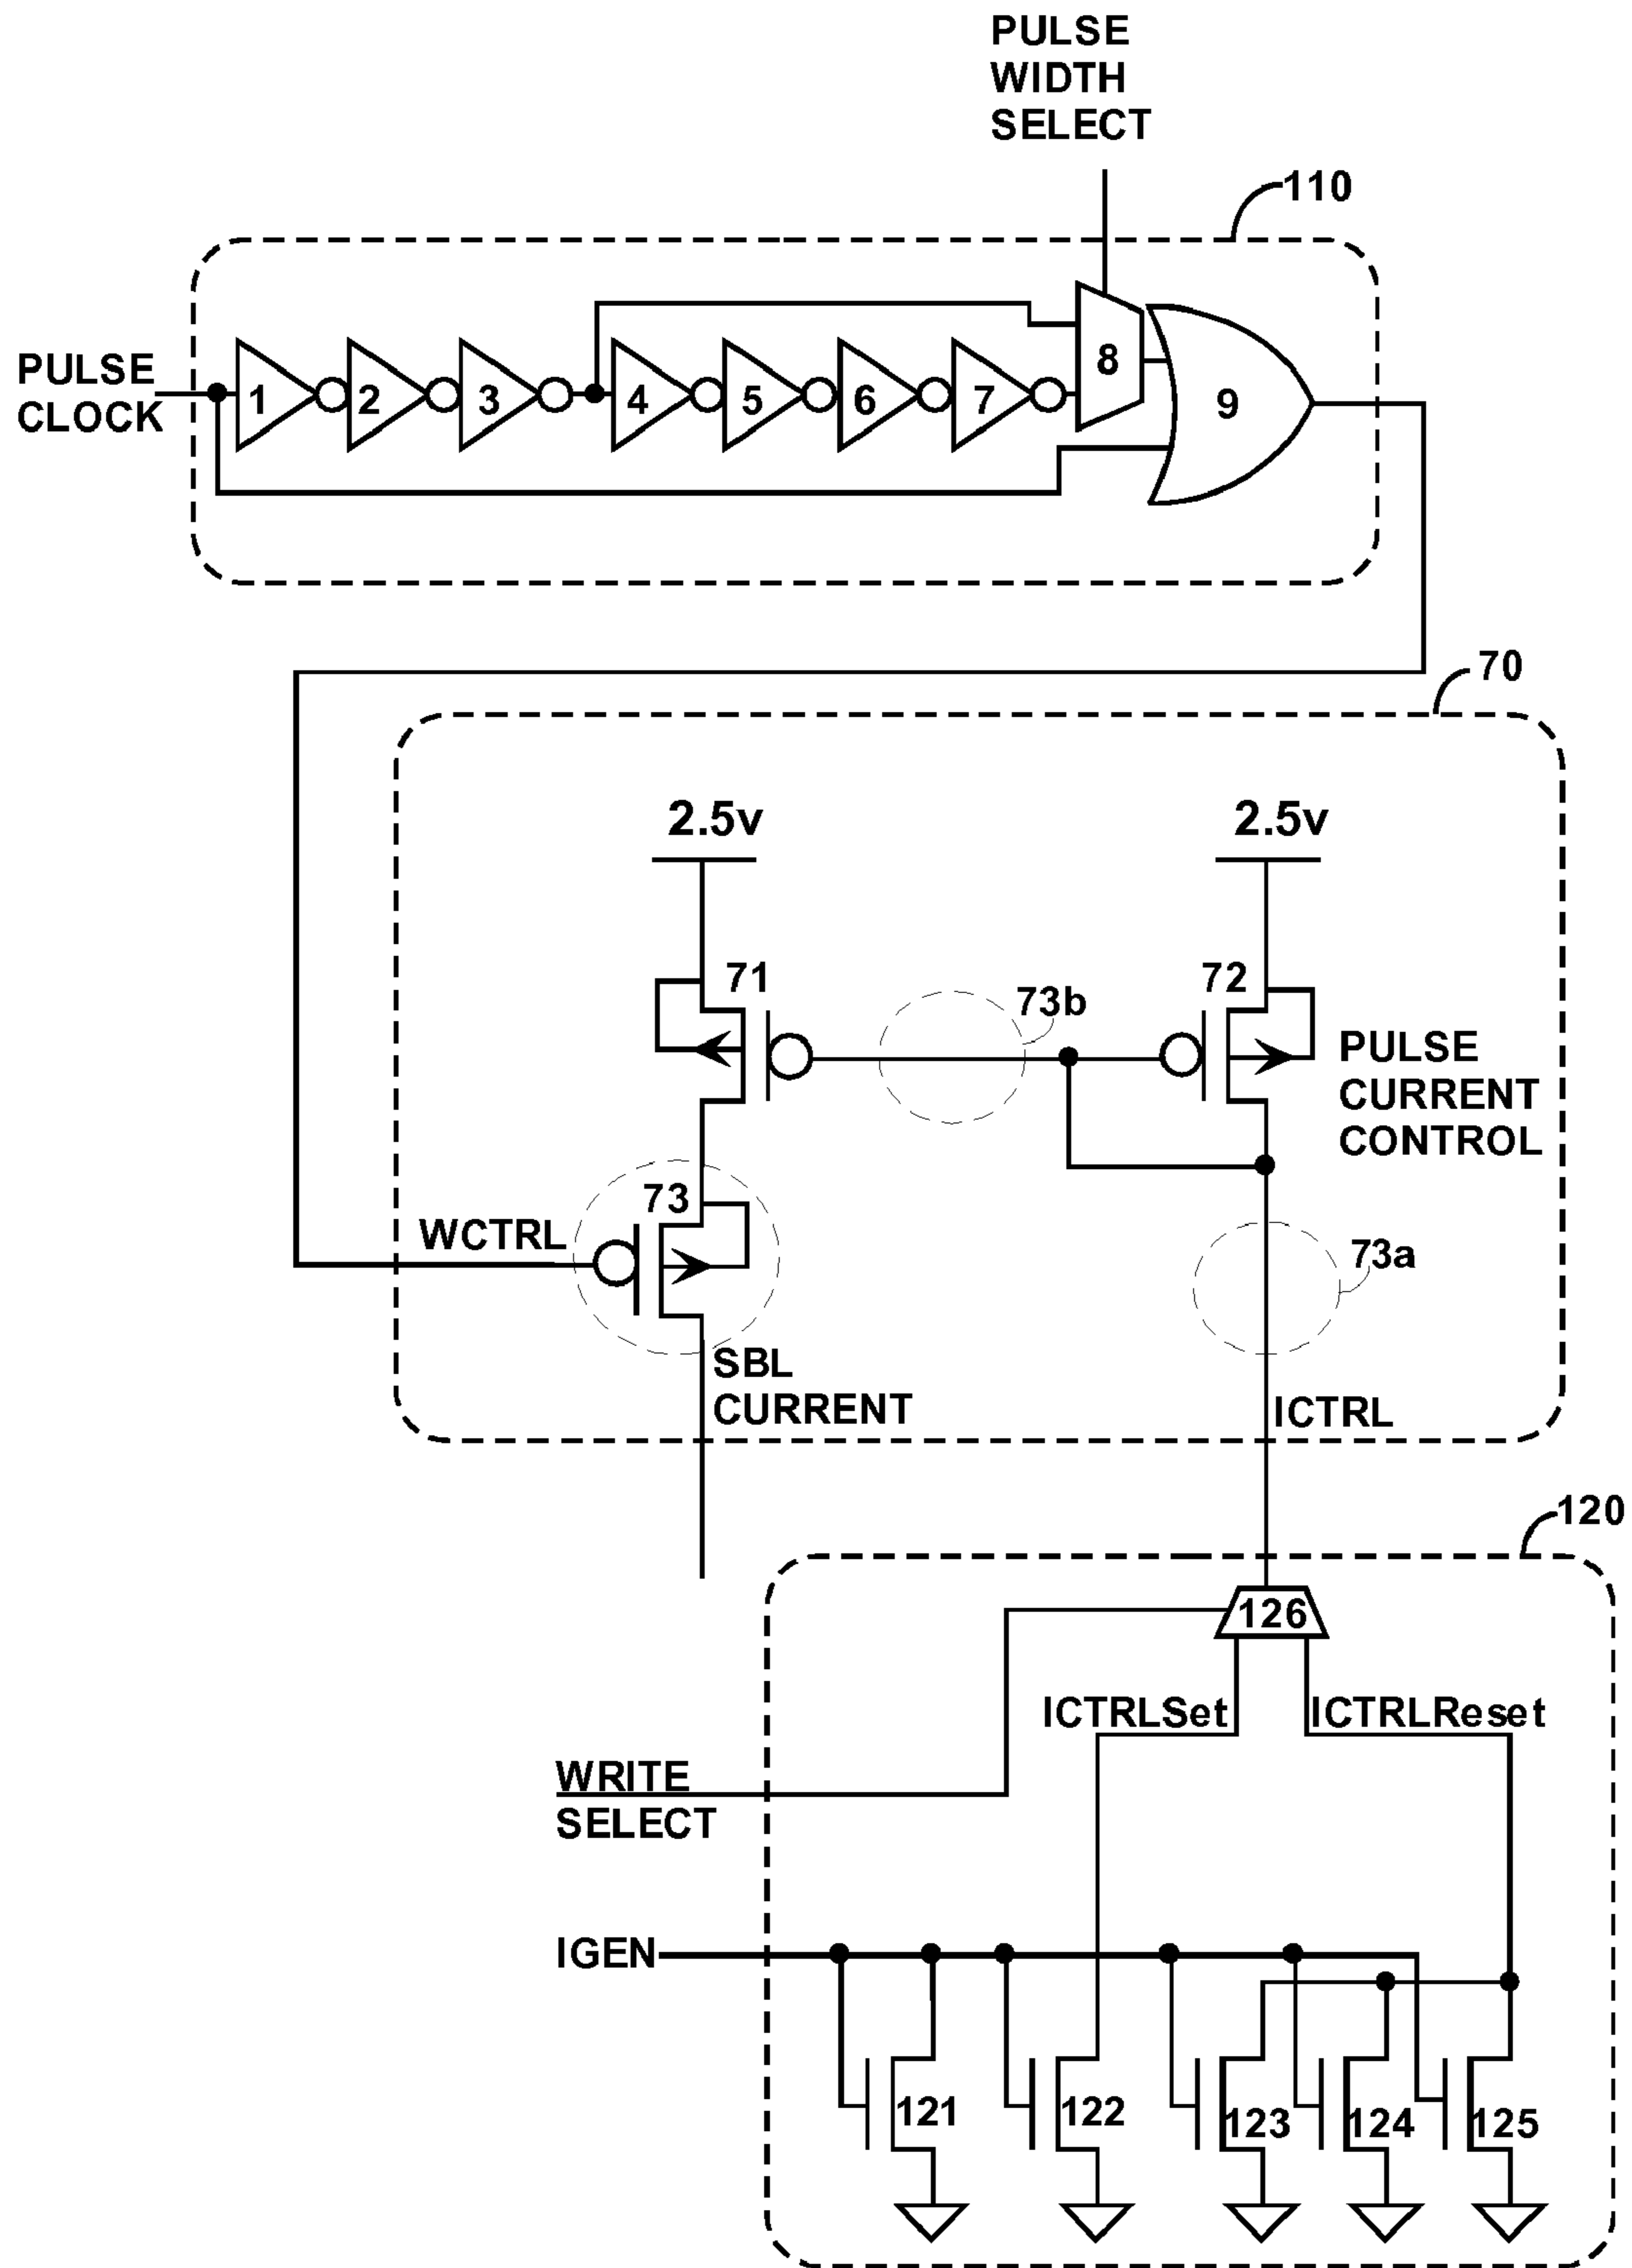 PULSE
WIDTH
SELECT
110
PULSE
CLOCK
1
2
3
4
5
6
7
8
9
70
2.5v
2.5v
71
73b
72
PULSE
CURRENT
CONTROL
73
WCTRL
73a
SBL
CURRENT
ICTRL
120
126
ICTRLSet
ICTRLReset
WRITE
SELECT
IGEN
121
122
123
124
125